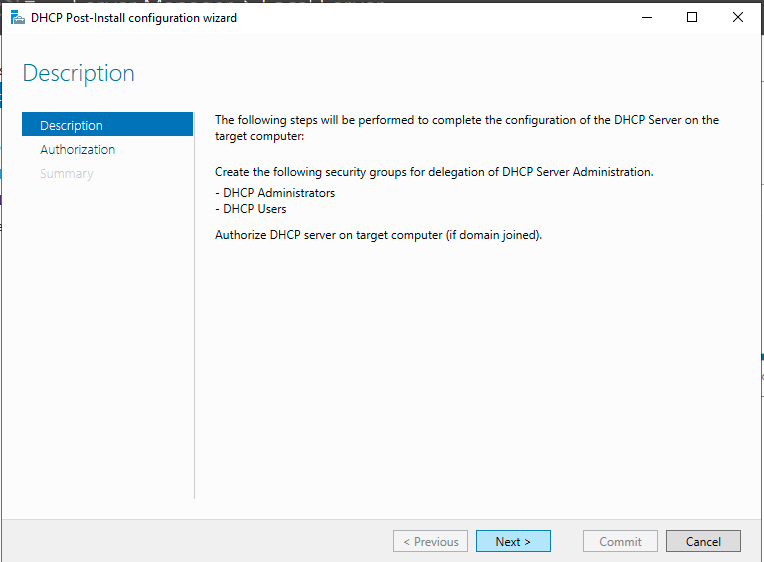 DHCP Post-Install configuration wizard
Description
Description
Authorization
Summary
The following steps will be performed to complete the configuration of the DHCP Server on the
target computer:
Create the following security groups for delegation of DHCP Server Administration.
- DHCP Administrators
- DHCP Users
Authorize DHCP server on target computer (if domain joined).
< Previous
Next >
Commit
Cancel